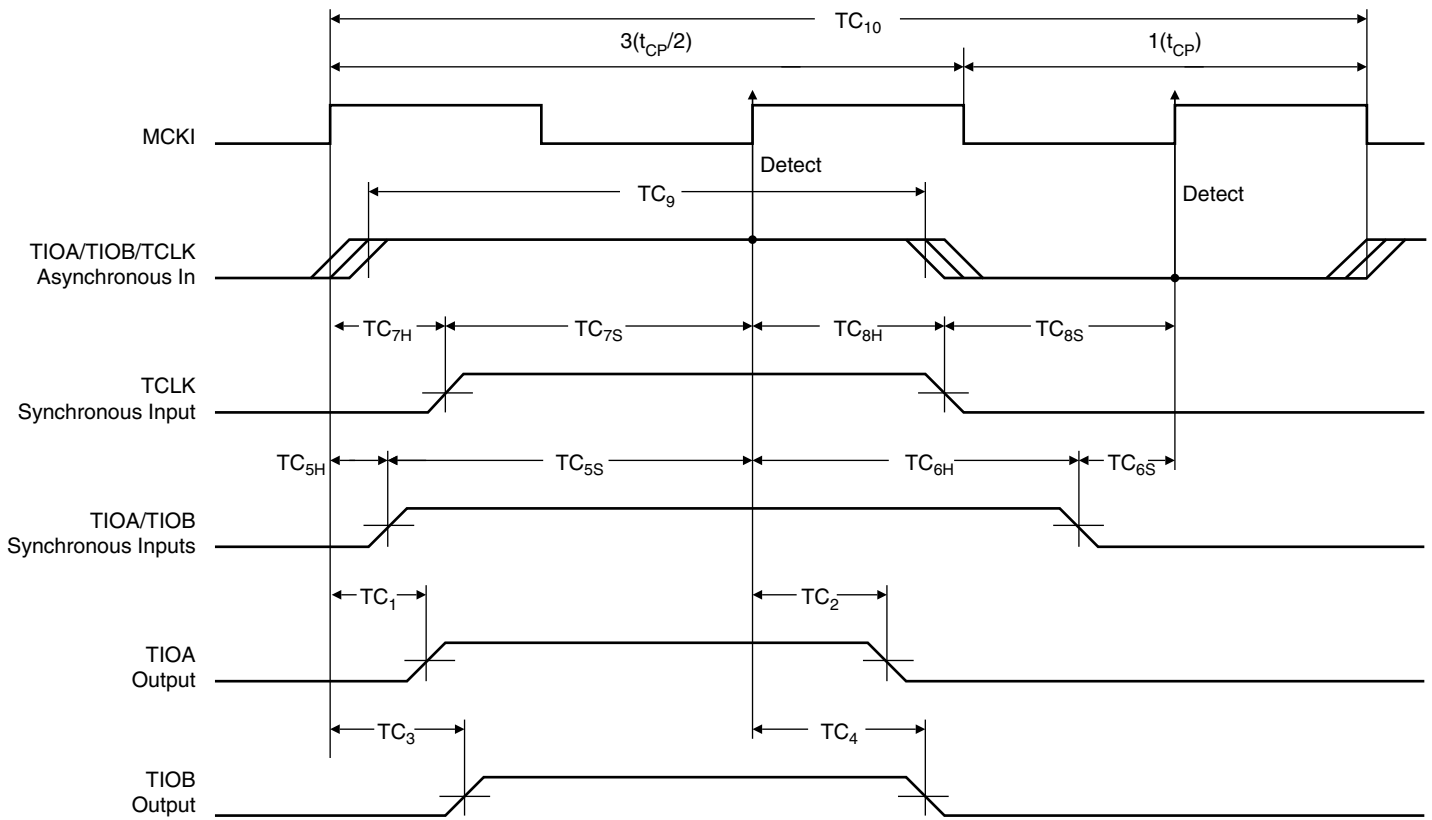 TC10
3(tCP/2)
1(tCP)
MCKI
Detect
TC9
Detect
TIOA/TIOB/TCLK
Asynchronous In
TC7H
TC7S
TC8H
TC8S
TCLK
Synchronous Input
TC5H
TC5S
TC6H
TC6S
TIOA/TIOB
Synchronous Inputs
TC1
TC2
TIOA
Output
TC3
TC4
TIOB
Output